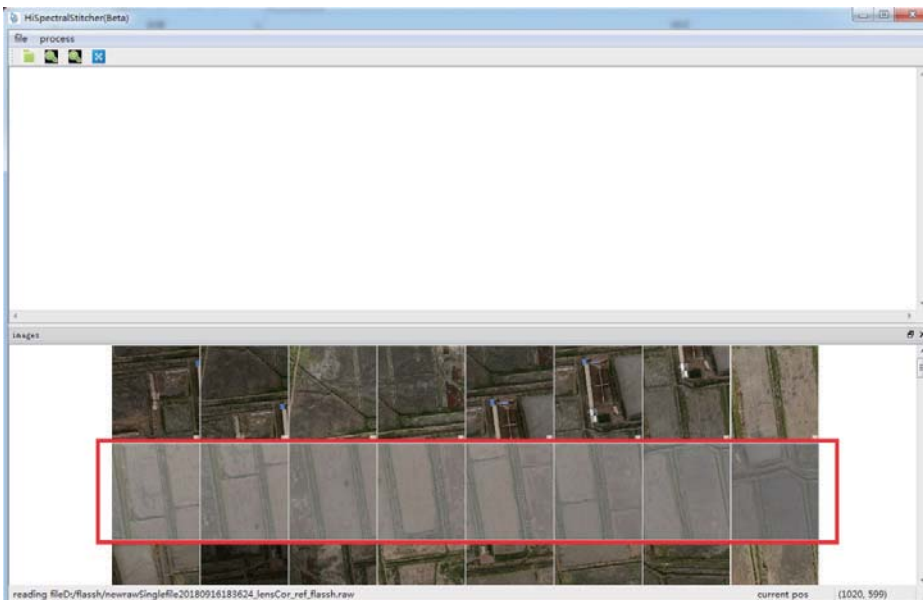 HiSpectralStitcher(Beta)
file process
images
reading fileD:/flassh/newrawSinglefile20180916183624_lensCor_ref_flassh.raw current pos (1020, 599)